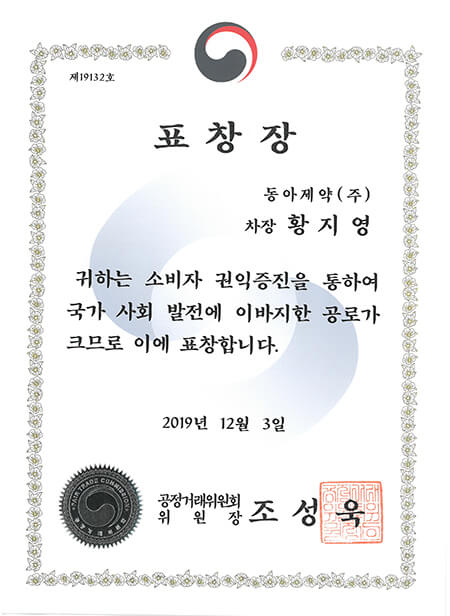 제19132호
표창장
동아제약(주)
차장 황지영
귀하는 소비자 권익증진을 통하여
국가 사회 발전에 이바지한 공로가
크므로 이에 표창합니다.
2019년 12월 3일
FAIR TRADE COMMISSION
공정거래위원회
위원장 조성욱